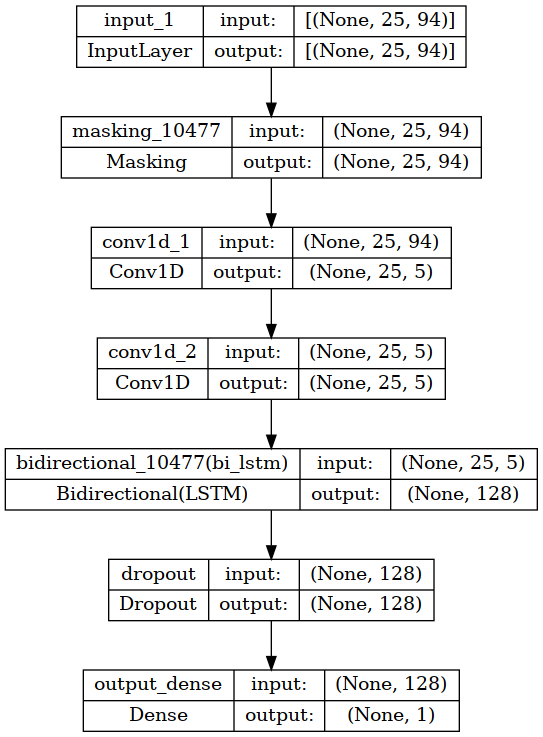 input_1 input: [(None, 25, 94)]
InputLayer output: [(None, 25, 94)]
masking_10477 input: (None, 25, 94)
Masking output: (None, 25, 94)
conv1d_1 input: (None, 25, 94)
Conv1D output: (None, 25, 5)
conv1d_2 input: (None, 25, 5)
Conv1D output: (None, 25, 5)
bidirectional_10477(bi_lstm) input: (None, 25, 5)
Bidirectional(LSTM) output: (None, 128)
dropout input: (None, 128)
Dropout output: (None, 128)
output_dense input: (None, 128)
Dense output: (None, 1)